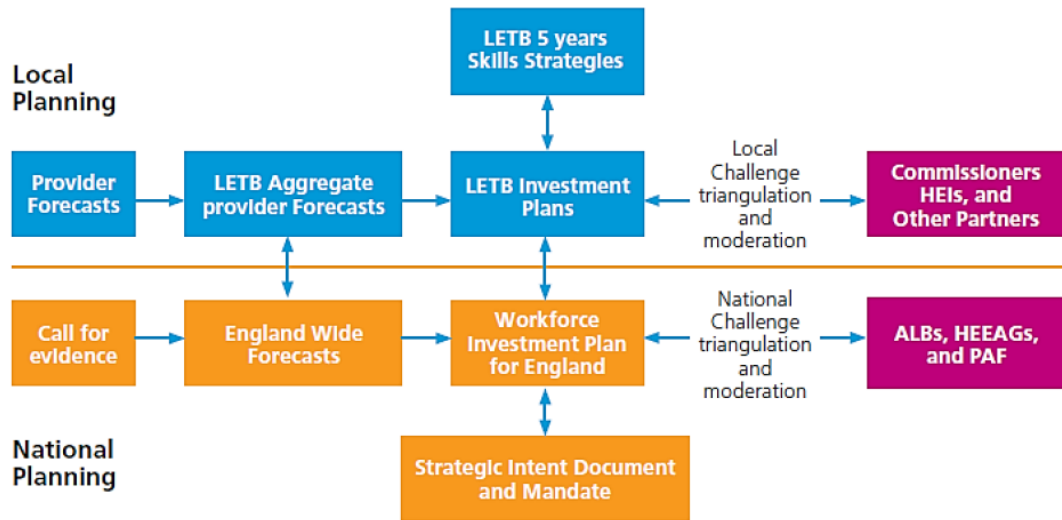 LETB 5 years
Skills Strategies
Local
Planning
Provider
Forecasts
LETB Aggregate
provider Forecasts
LETB Investment
Plans
Local
Challenge
triangulation
and
moderation
Commissioners
HEIs, and
Other Partners
Call for
evidence
England Wide
Forecasts
Workforce
Investment Plan
for England
National
Challenge
triangulation
and
moderation
ALBs, HEEAGs,
and PAF
National
Planning
Strategic Intent Document
and Mandate